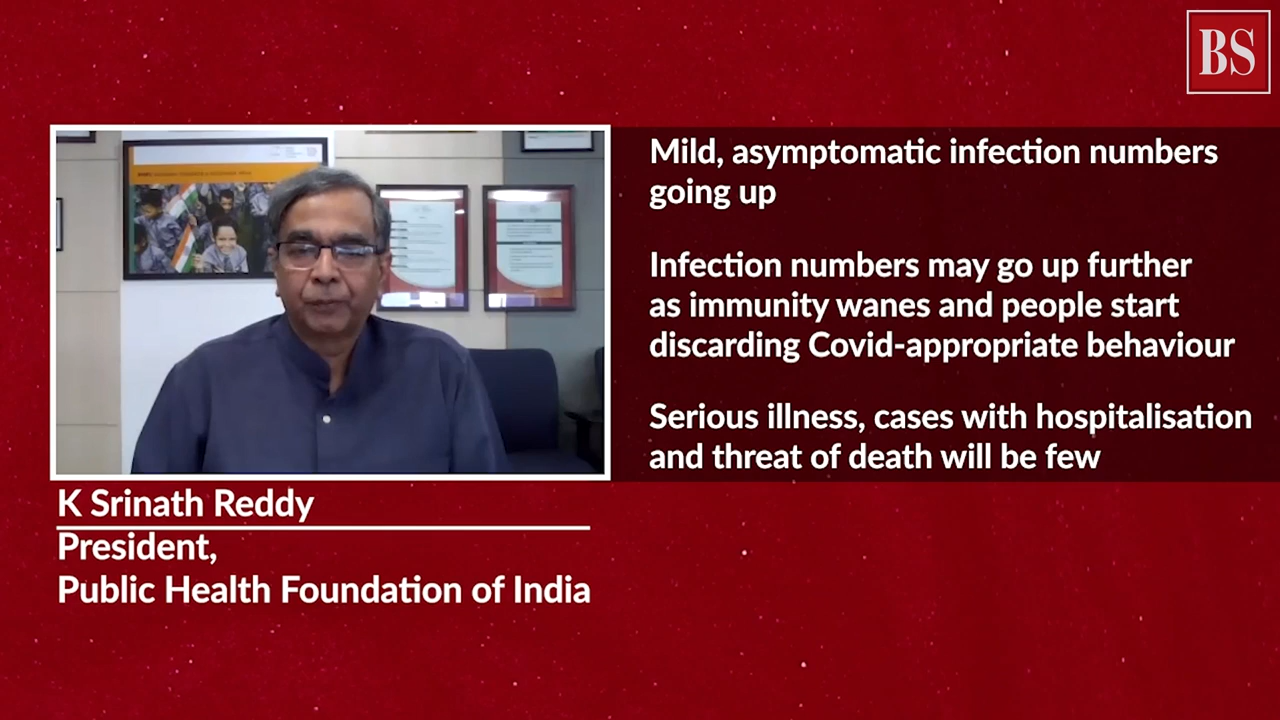 BS
Mild, asymptomatic infection numbers
going up
Infection numbers may go up further
as immunity wanes and people start
discarding Covid-appropriate behaviour
Serious illness, cases with hospitalisation
and threat of death will be few
K Srinath Reddy
President,
Public Health Foundation of India